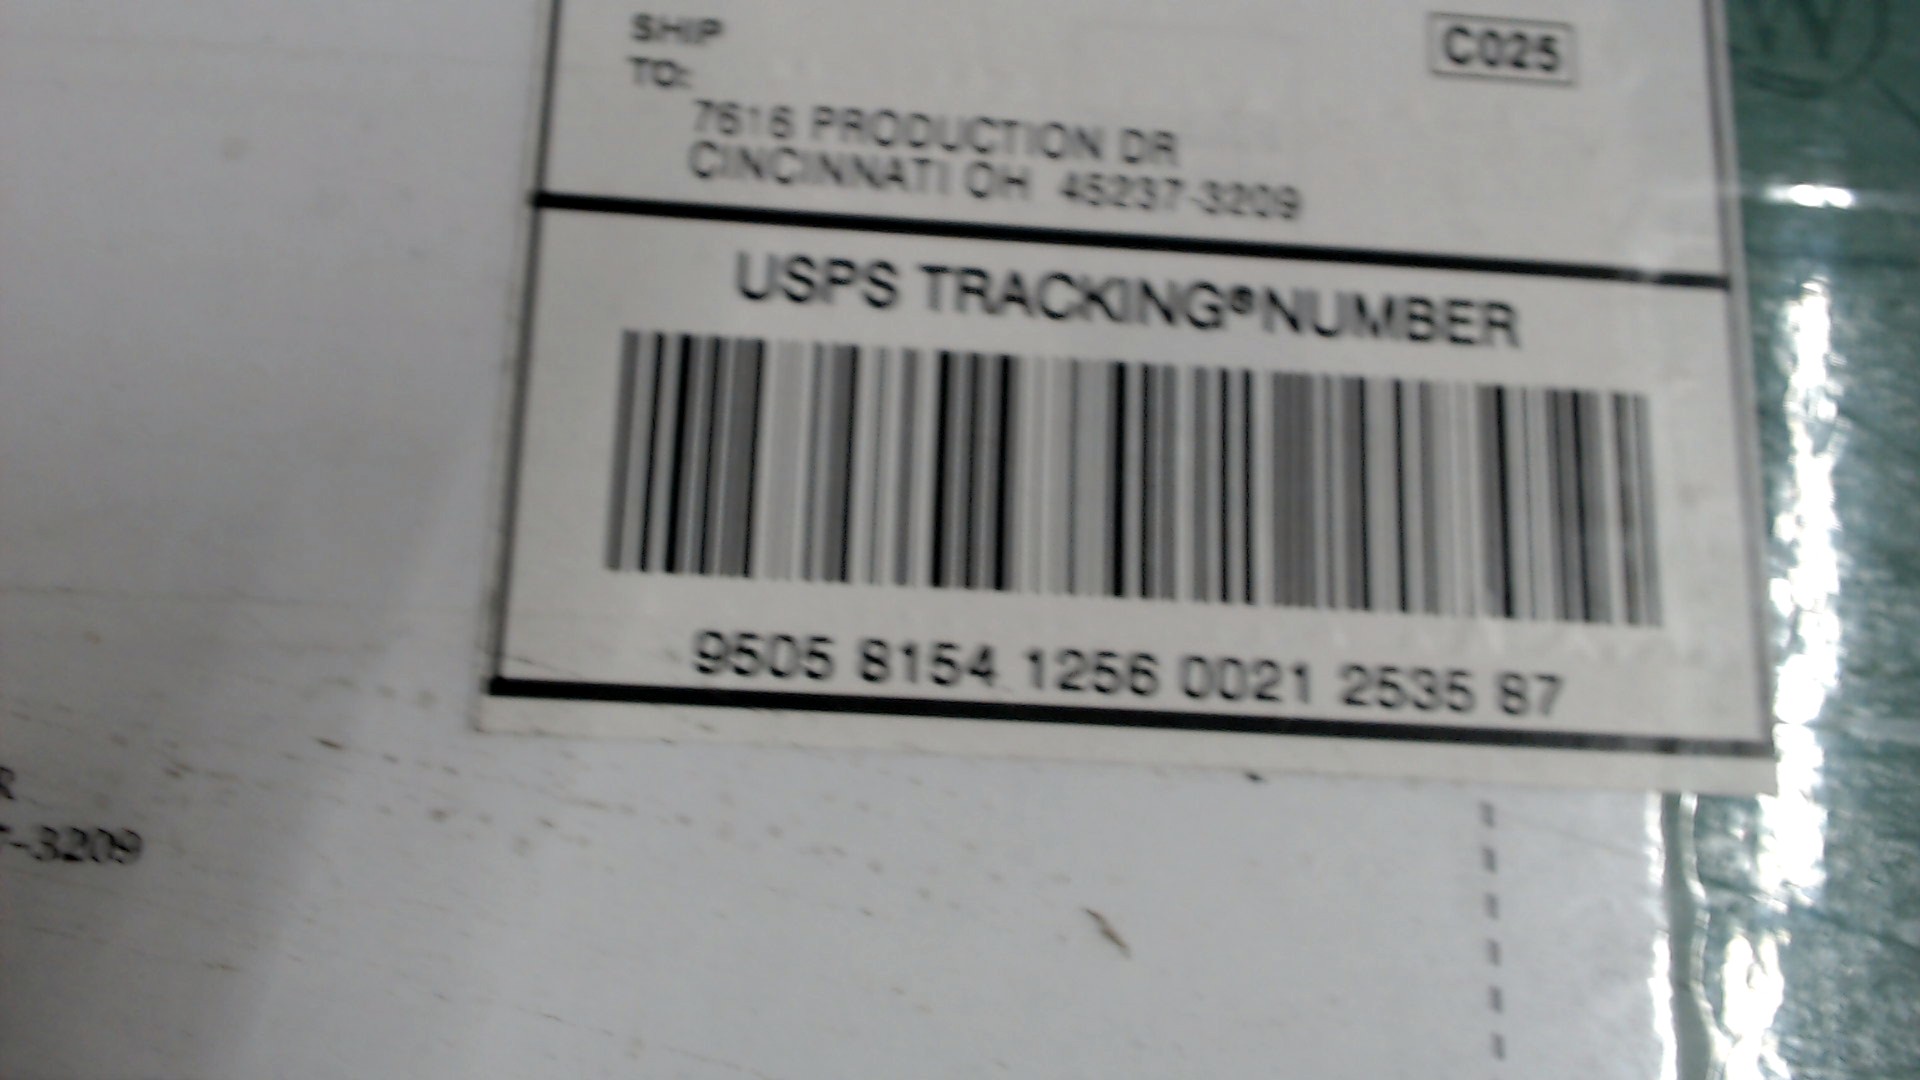 SHIP
TO:
C025
7616 PRODUCTION DR
CINCINNATI OH 45237-3209
USPS TRACKING® NUMBER
9505 8154 1256 0021 2535 87
-3209